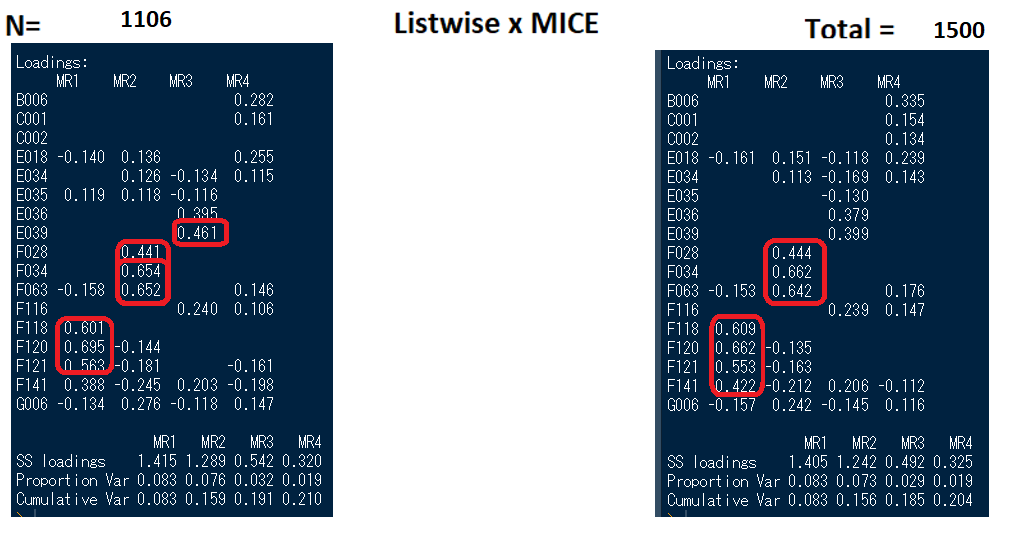 N= 1106 Listwise x MICE Total = 1500
Loadings:
MR1 MR2 MR3 MR4
B006 0.282
C001 0.161
C002
E018 -0.140 0.136 0.255
E034 0.126 -0.134 0.115
E035 0.119 0.118 -0.116
E036 0.395
E039 0.461
F028 0.441
F034 0.654
F063 -0.158 0.652 0.146
F116 0.240 0.106
F118 0.601
F120 0.695 -0.144
F121 0.563 -0.181 -0.161
F141 0.388 -0.245 0.203 -0.198
G006 -0.134 0.276 -0.118 0.147
MR1 MR2 MR3 MR4
SS loadings 1.415 1.289 0.542 0.320
Proportion Var 0.083 0.076 0.032 0.019
Cumulative Var 0.083 0.159 0.191 0.210
Loadings:
MR1 MR2 MR3 MR4
B006 0.335
C001 0.154
C002 0.134
E018 -0.161 0.151 -0.118 0.239
E034 0.113 -0.169 0.143
E035 -0.130
E036 0.379
E039 0.399
F028 0.444
F034 0.662
F063 -0.153 0.642 0.176
F116 0.239 0.147
F118 0.609
F120 0.662 -0.135
F121 0.553 -0.163
F141 0.422 -0.212 0.206 -0.112
G006 -0.157 0.242 -0.145 0.116
MR1 MR2 MR3 MR4
SS loadings 1.405 1.242 0.492 0.325
Proportion Var 0.083 0.073 0.029 0.019
Cumulative Var 0.083 0.156 0.185 0.204